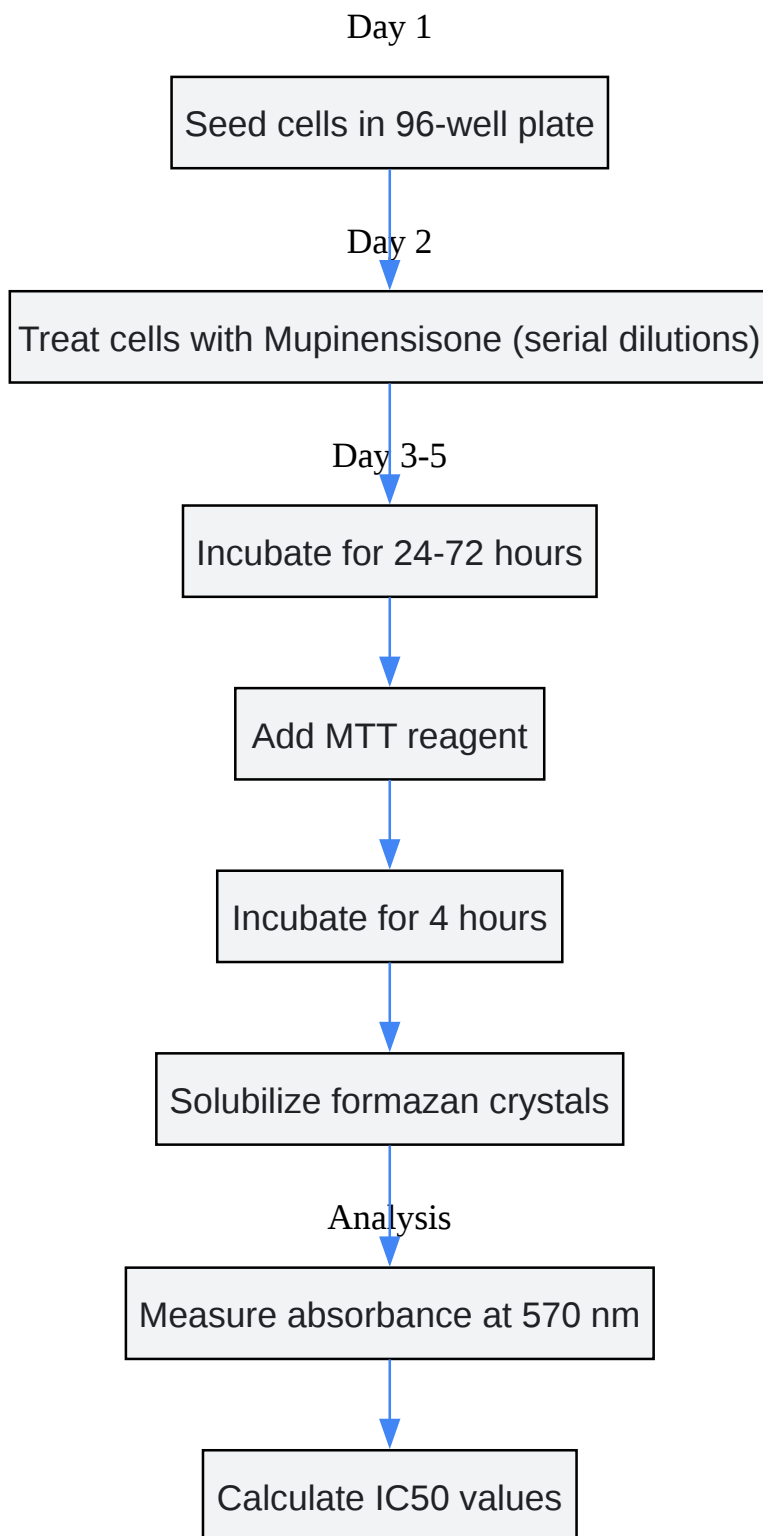 Day 1
Seed cells in 96-well plate
Day 2
Treat cells with Mupinensisone (serial dilutions)
Day 3-5
Incubate for 24-72 hours
Add MTT reagent
Incubate for 4 hours
Solubilize formazan crystals
Analysis
Measure absorbance at 570 nm
Calculate IC50 values